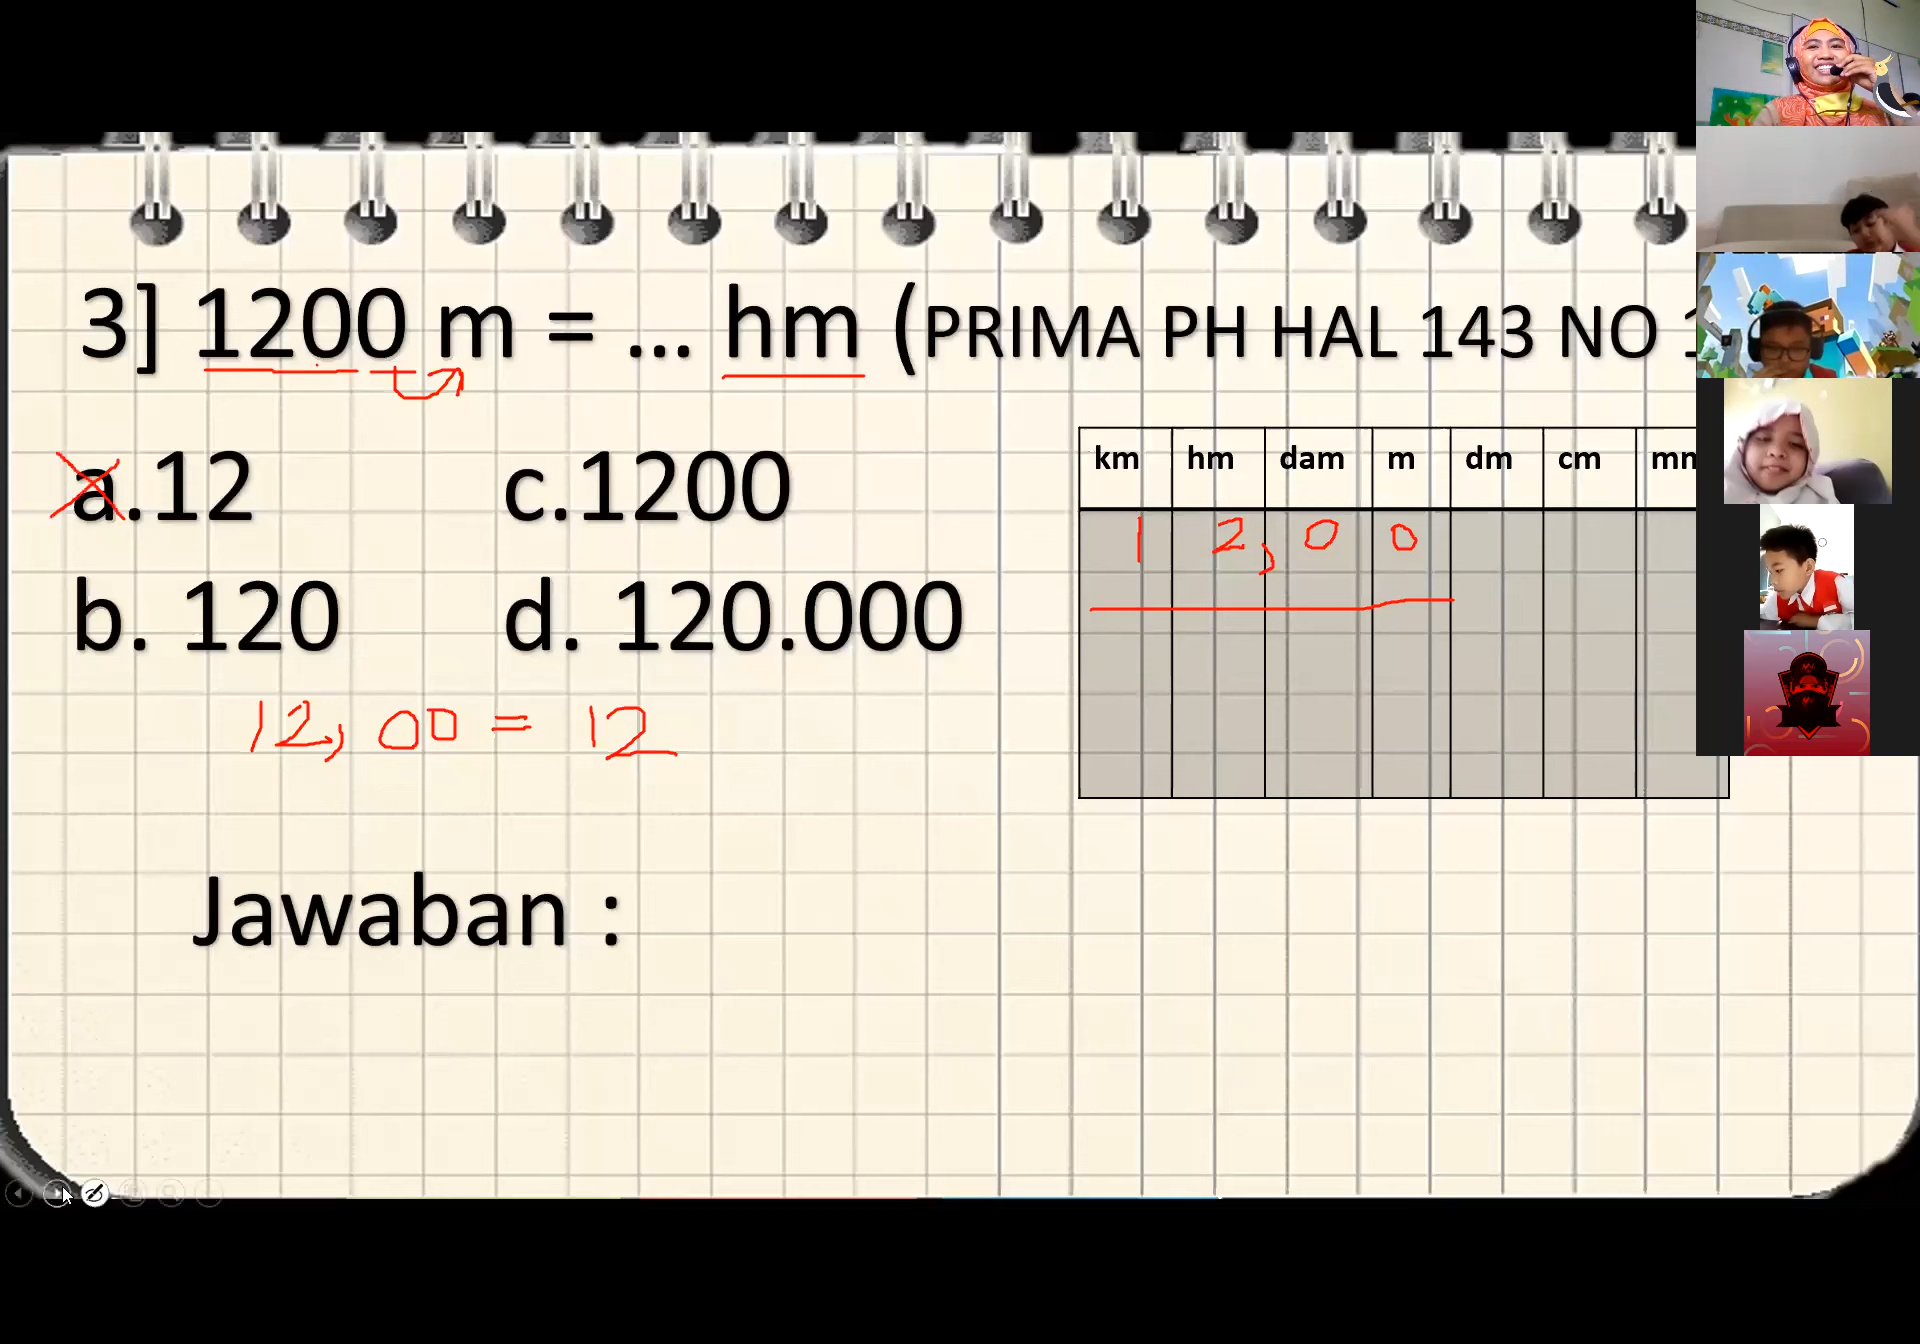 3] 1200 m = ... hm (PRIMA PH HAL 143 NO
a.12 c.1200
b. 120 d. 120.000
12,00 = 12
Jawaban :
km hm dam m dm cm
1 2, 0 0